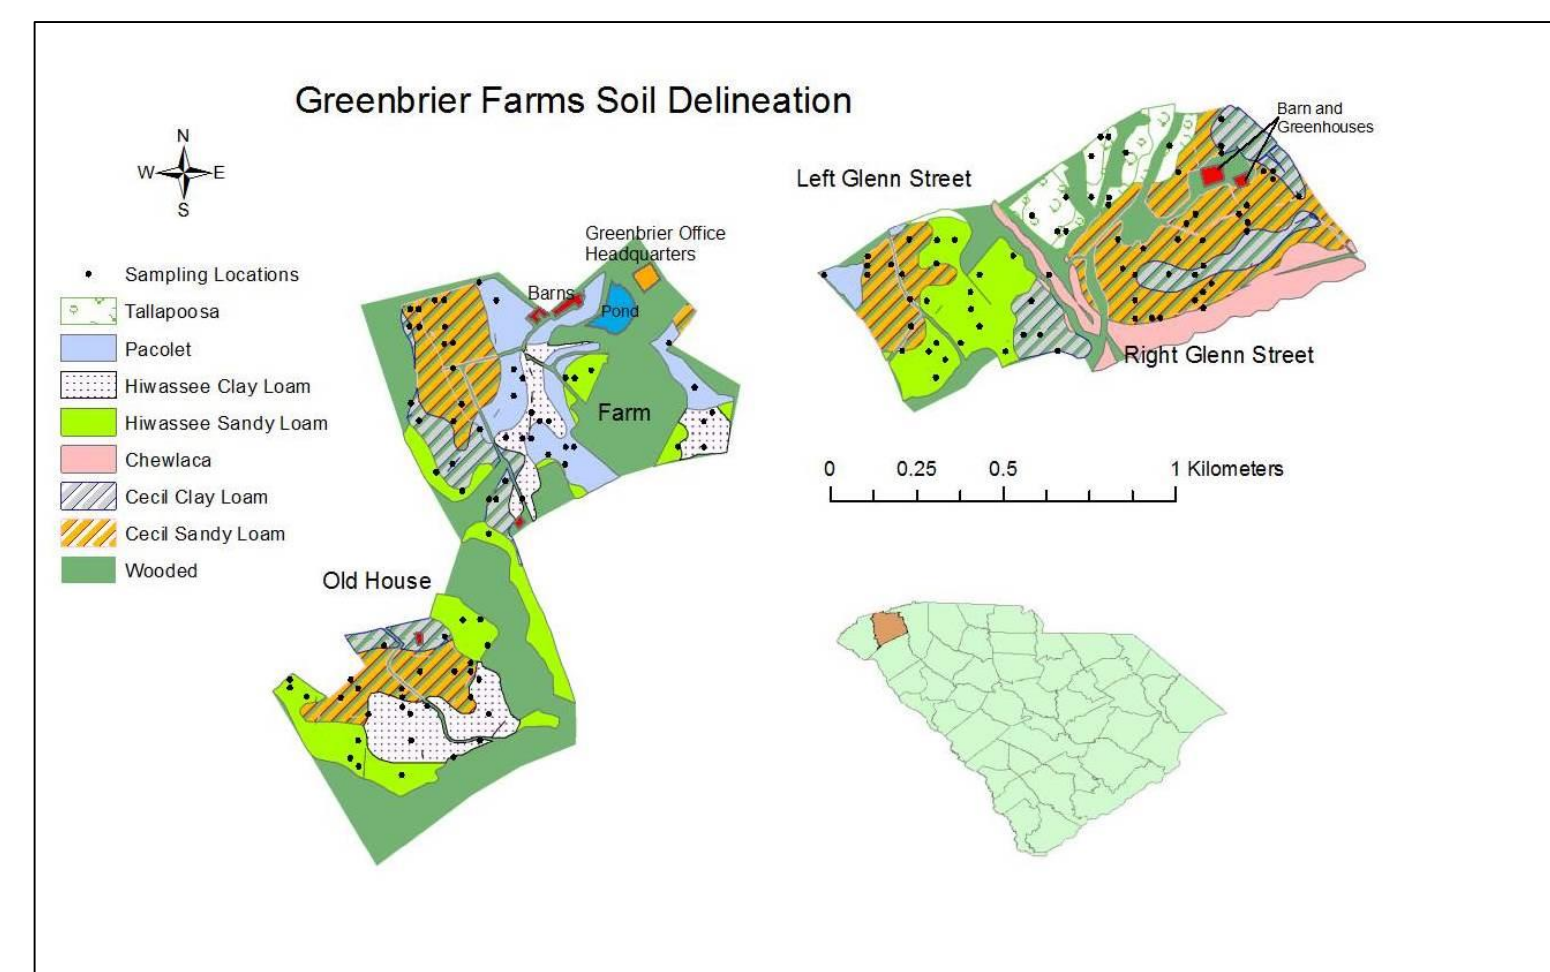 Greenbrier Farms Soil Delineation
N
W
E
S
Sampling Locations
Tallapoosa
Pacolet
Hiwassee Clay Loam
Hiwassee Sandy Loam
Chewlaca
Cecil Clay Loam
Cecil Sandy Loam
Wooded
Greenbrier Office
Headquarters
Barns
Pond
Farm
Old House
Left Glenn Street
Barn and
Greenhouses
Right Glenn Street
0
0.25
0.5
1 Kilometers